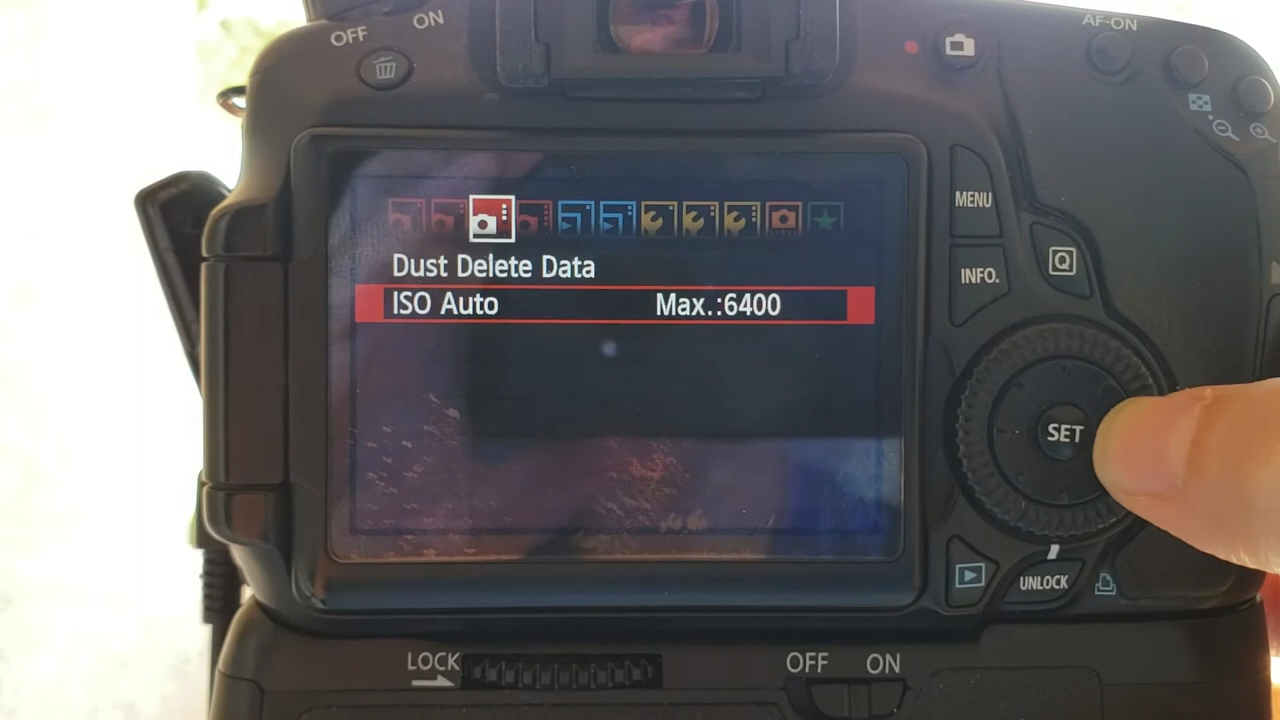 OFF ON
AF-ON
MENU
INFO.
Q
Dust Delete Data
ISO Auto Max.:6400
SET
UNLOCK
LOCK
OFF ON